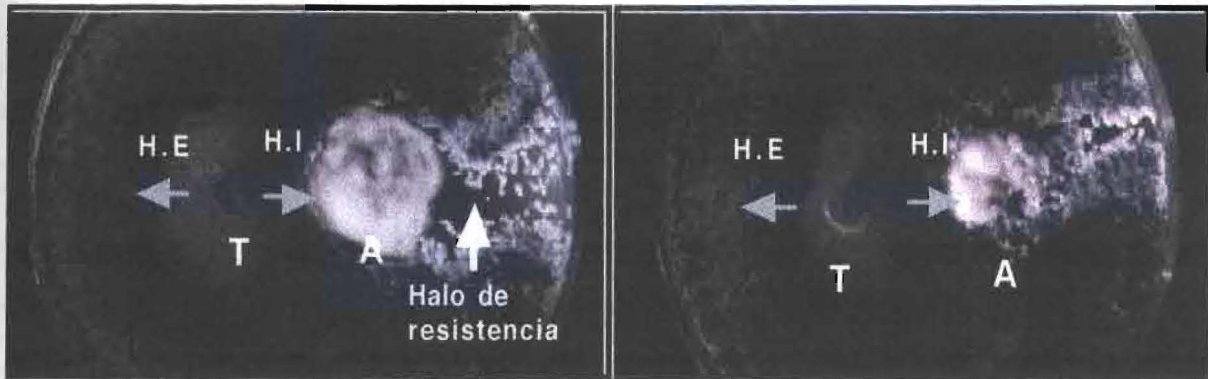 H.E
H.I
T
A
Halo de
resistencia
H.E
H.I
T
A